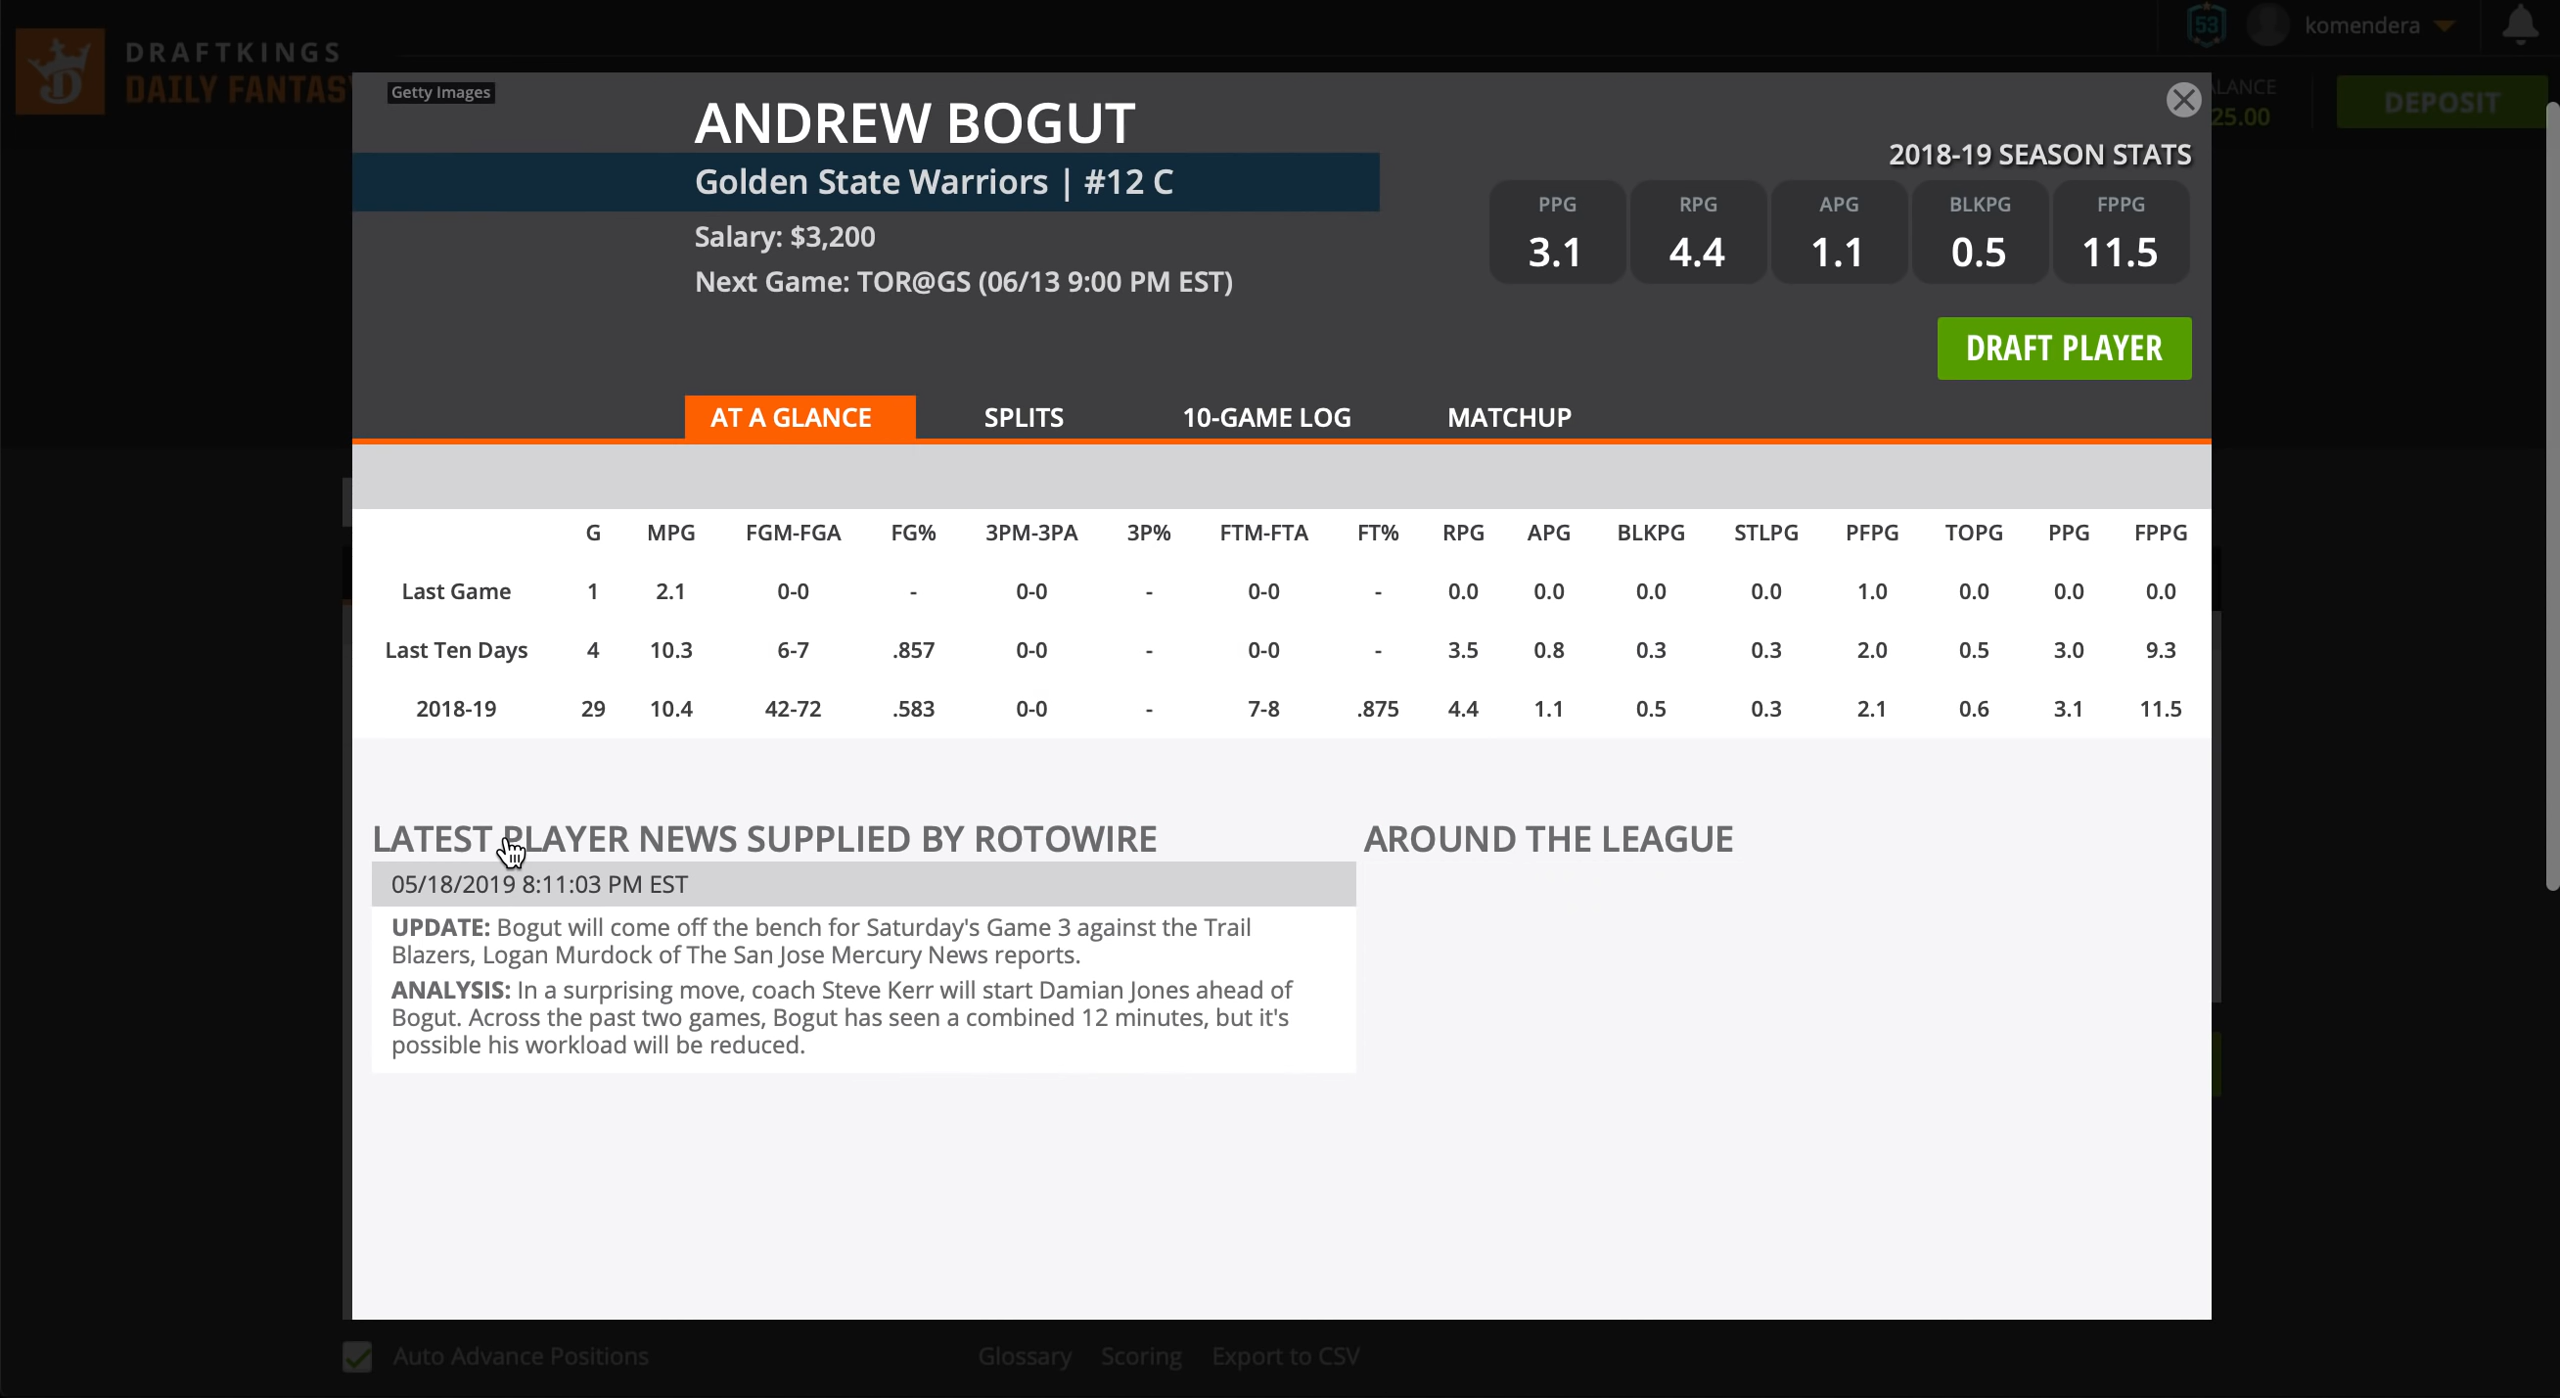 DRAFTKINGS
DAILY FANTAS
53
komendera
LANCE
25.00
DEPOSIT
Getty Images
ANDREW BOGUT
Golden State Warriors | #12 C
Salary: $3,200
Next Game: TOR@GS (06/13 9:00 PM EST)
2018-19 SEASON STATS
PPG RPG APG BLKPG FPPG
3.1 4.4 1.1 0.5 11.5
DRAFT PLAYER
AT A GLANCE SPLITS 10-GAME LOG MATCHUP
G MPG FGM-FGA FG% 3PM-3PA 3P% FTM-FTA FT% RPG APG BLKPG STLPG PFPG TOPG PPG FPPG
Last Game 1 2.1 0-0 - 0-0 - 0-0 - 0.0 0.0 0.0 0.0 1.0 0.0 0.0 0.0
Last Ten Days 4 10.3 6-7 .857 0-0 - 0-0 - 3.5 0.8 0.3 0.3 2.0 0.5 3.0 9.3
2018-19 29 10.4 42-72 .583 0-0 - 7-8 .875 4.4 1.1 0.5 0.3 2.1 0.6 3.1 11.5
LATEST PLAYER NEWS SUPPLIED BY ROTOWIRE
05/18/2019 8:11:03 PM EST
UPDATE: Bogut will come off the bench for Saturday's Game 3 against the Trail
Blazers, Logan Murdock of The San Jose Mercury News reports.
ANALYSIS: In a surprising move, coach Steve Kerr will start Damian Jones ahead of
Bogut. Across the past two games, Bogut has seen a combined 12 minutes, but it's
possible his workload will be reduced.
AROUND THE LEAGUE
Auto Advance Positions
Glossary Scoring Export to CSV